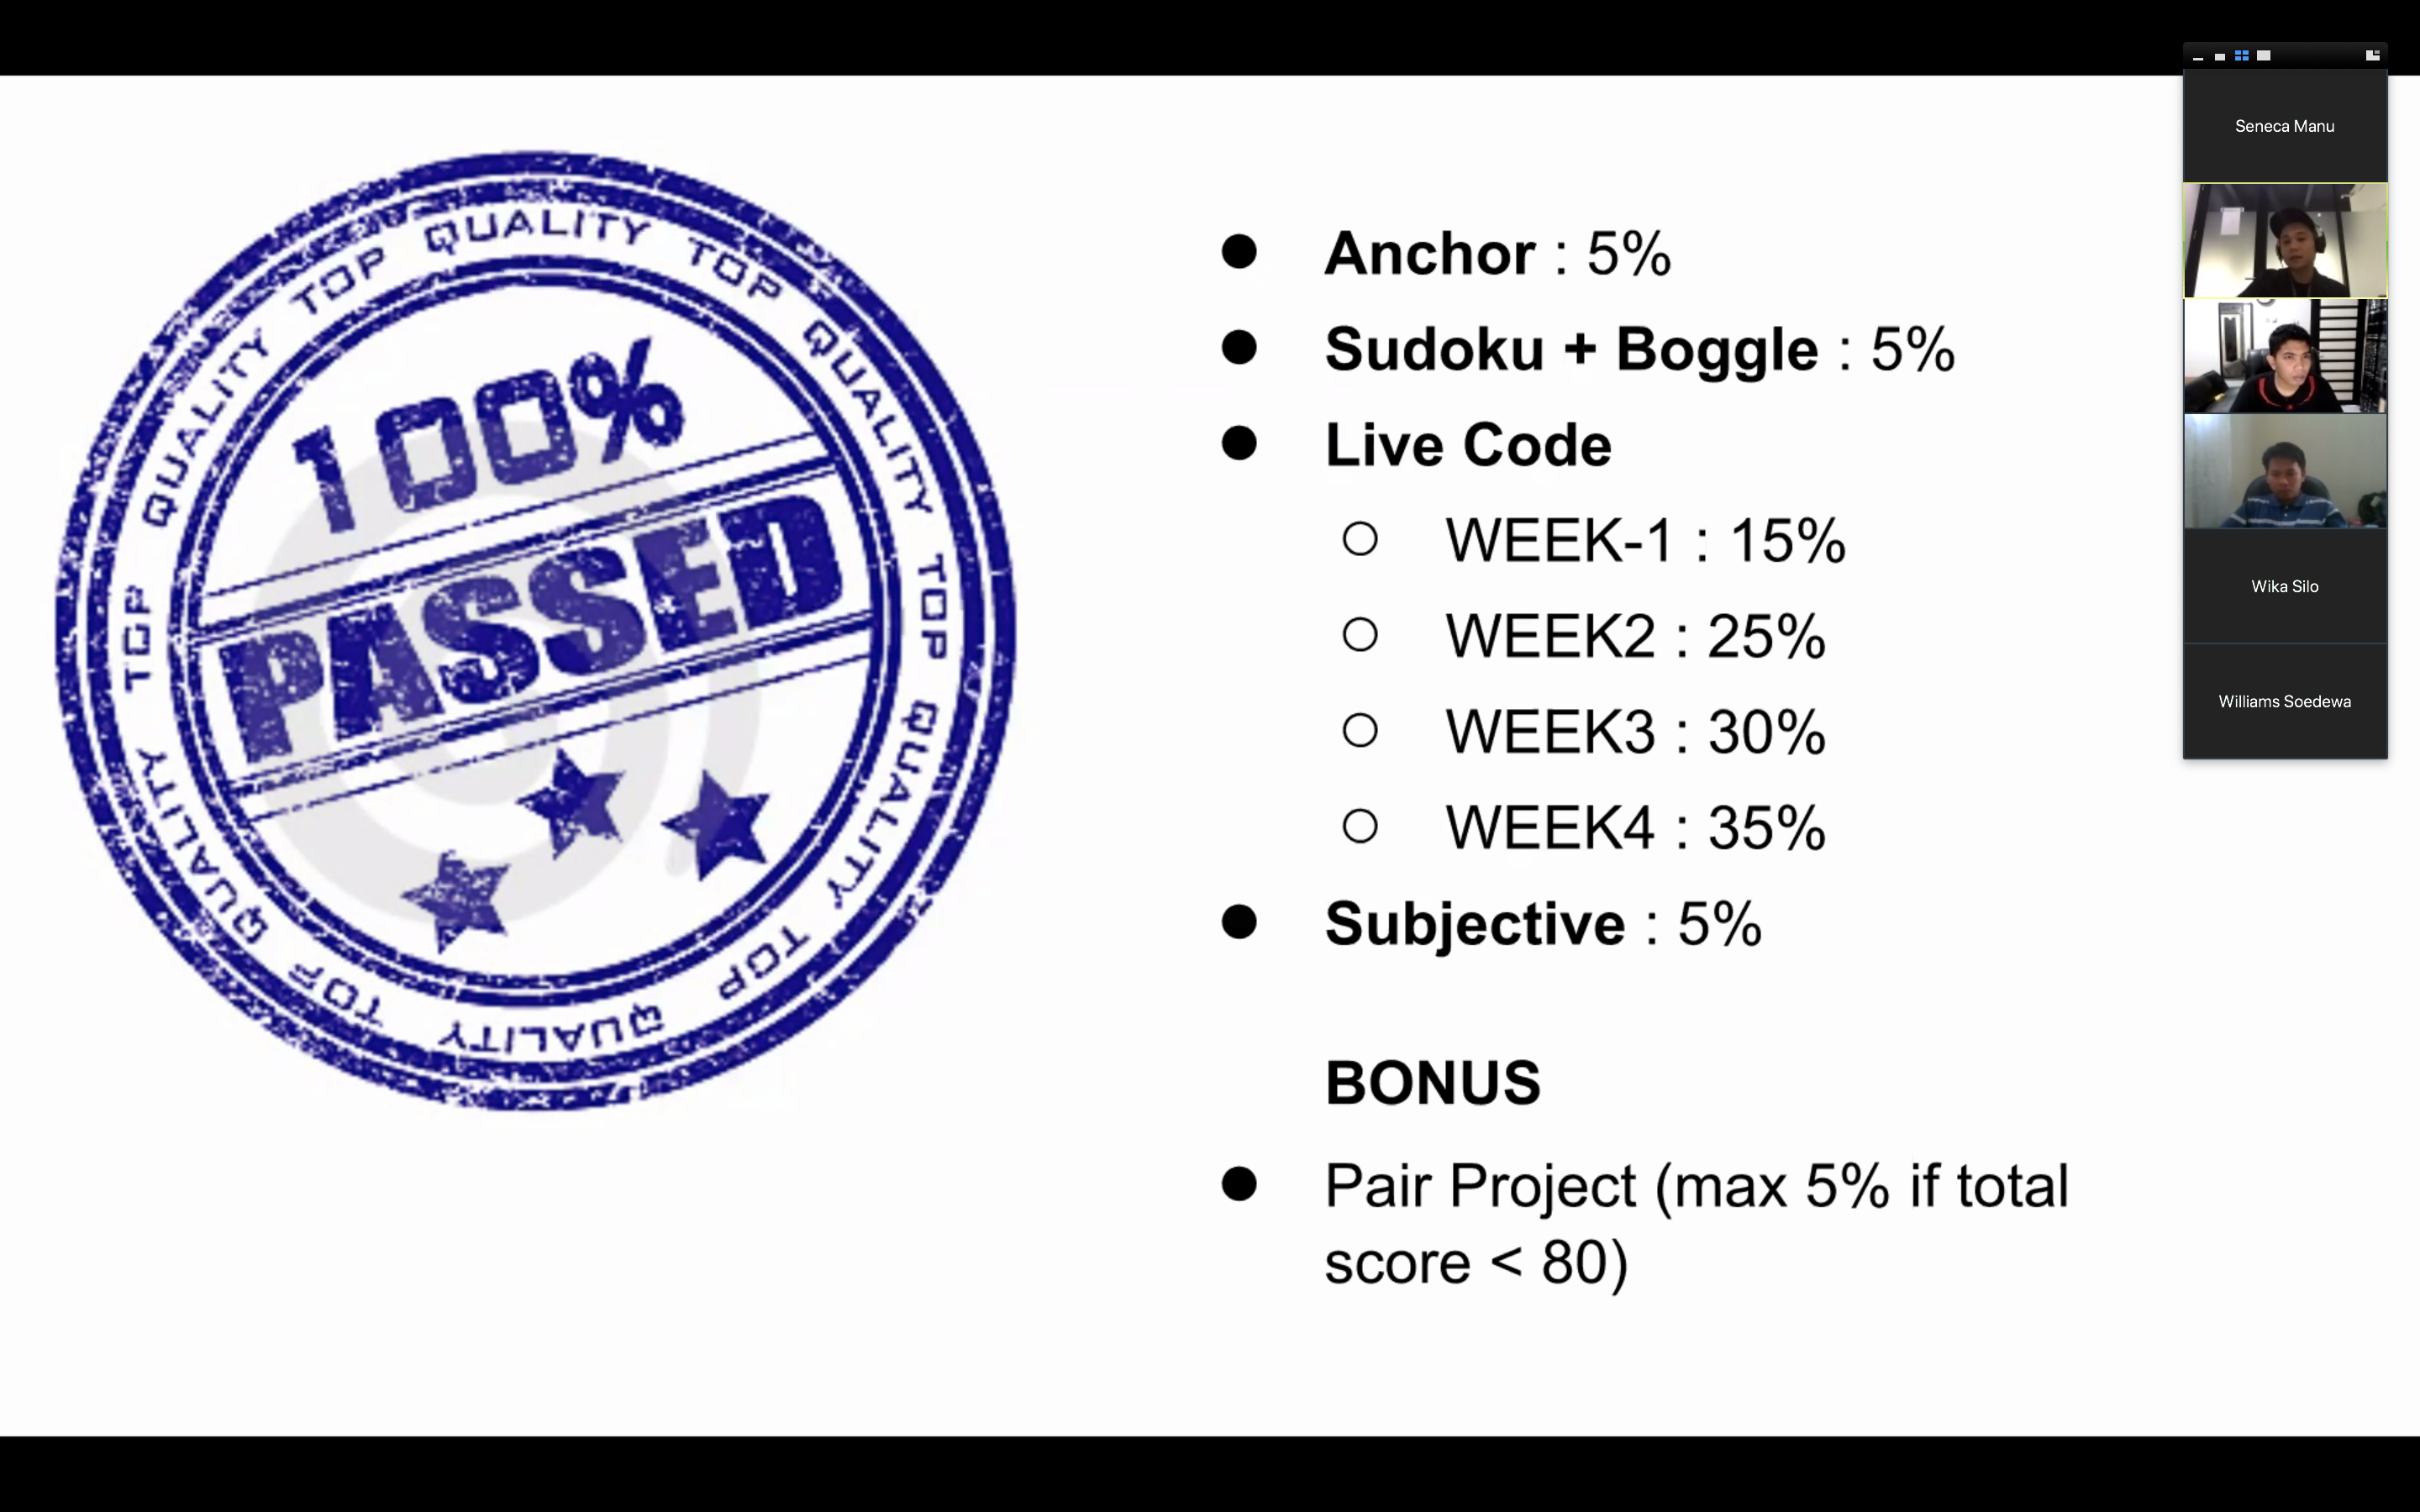 TOP QUALITY TOP QUALITY TOP QUALITY TOP QUALITY TOP QUALITY TOP QUALITY
100%
PASSED
Anchor : 5%
Sudoku + Boggle : 5%
Live Code
WEEK-1 : 15%
WEEK2 : 25%
WEEK3 : 30%
WEEK4 : 35%
Subjective : 5%
BONUS
Pair Project (max 5% if total
score < 80)
Seneca Manu
Wika Silo
Williams Soedewa